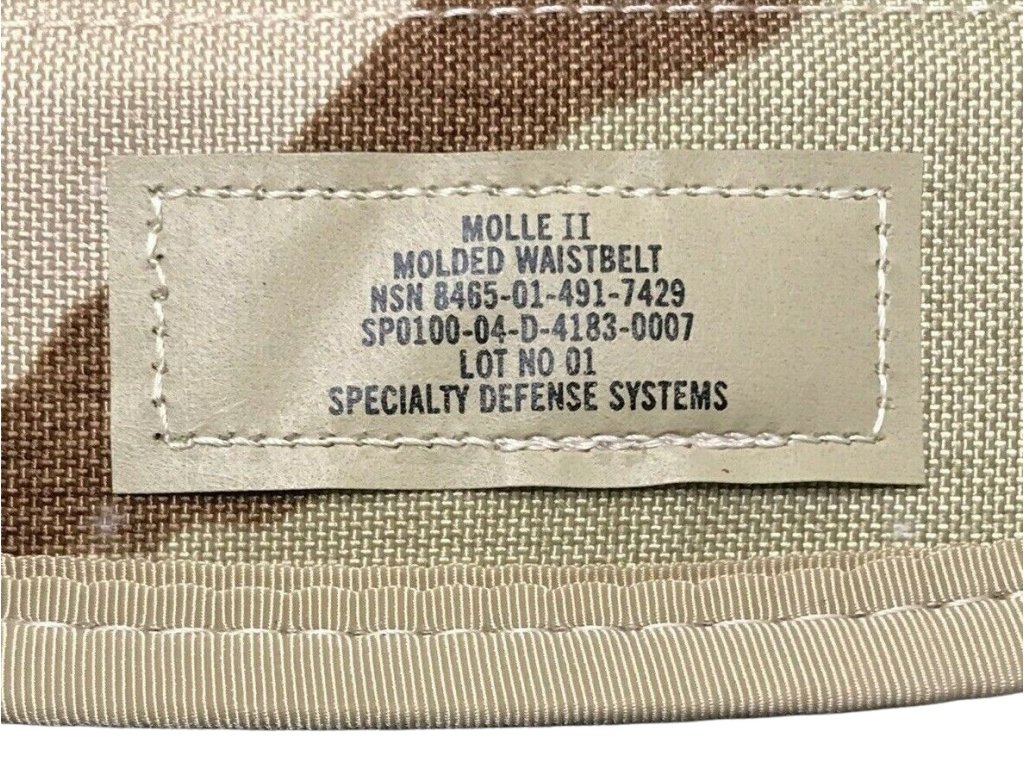 MOLLE II
MOLDED WAISTBELT
NSN 8465-01-491-7429
SP0100-04-D-4183-0007
LOT NO 01
SPECIALTY DEFENSE SYSTEMS